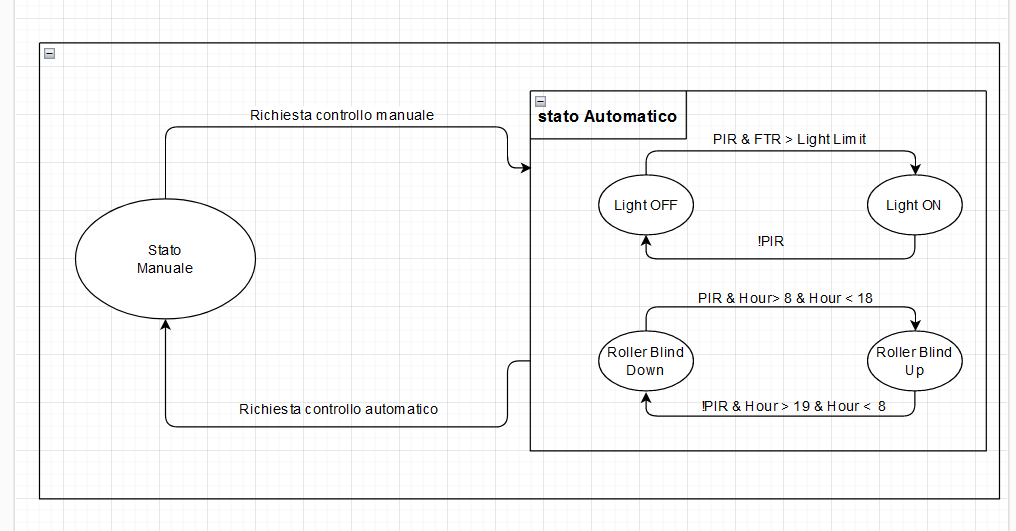 Richiesta controllo manuale
stato Automatico
PIR & FTR > Light Limit
Light OFF
Light ON
!PIR
Stato
Manuale
PIR & Hour> 8 & Hour < 18
Roller Blind
Down
Roller Blind
Up
!PIR & Hour > 19 & Hour < 8
Richiesta controllo automatico